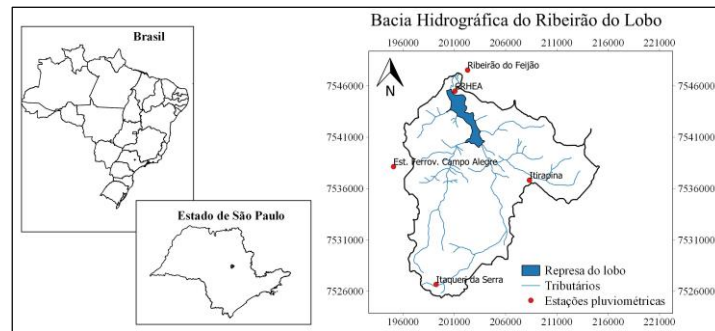 Brasil
Estado de São Paulo
Bacia Hidrográfica do Ribeirão do Lobo
196000 201000 206000 211000 216000 221000
Ribeirão do Feijão
7546000 CRHEA 7546000
N
7541000 7541000
Est. Ferrov. Campo Alegre
7536000 Itirapina 7536000
7531000 7531000
Itaqueri da Serra
Represa do lobo
Tributários
Estações pluviométricas
7526000 7526000
196000 201000 206000 211000 216000 221000